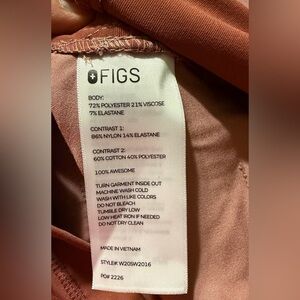 FIGS
BODY:
72% POLYESTER 21% VISCOSE
7% ELASTANE
CONTRAST 1:
86% NYLON 14% ELASTANE
CONTRAST 2:
60% COTTON 40% POLYESTER
100% AWESOME
TURN GARMENT INSIDE OUT
MACHINE WASH COLD
WASH WITH LIKE COLORS
DO NOT BLEACH
TUMBLE DRY LOW
LOW HEAT IRON IF NEEDED
DO NOT DRY CLEAN
MADE IN VIETNAM
STYLE#: W20SW2016
PO# 2226